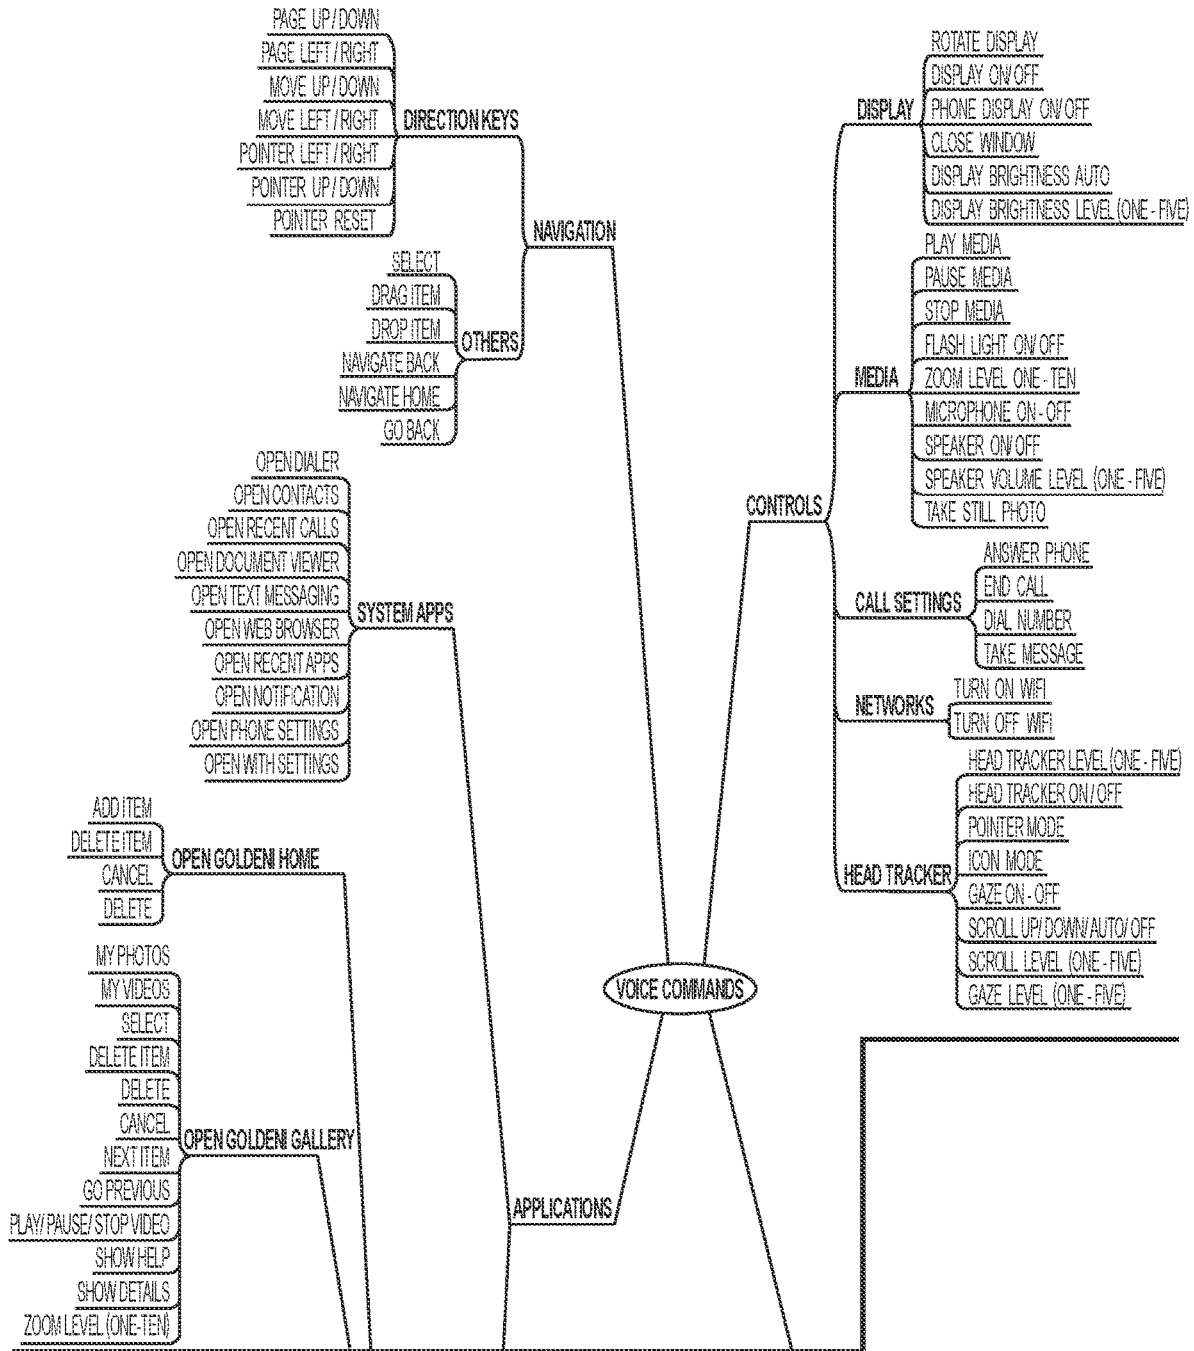 PAGE UP / DOWN
PAGE LEFT / RIGHT
MOVE UP / DOWN
MOVE LEFT / RIGHT
POINTER LEFT / RIGHT
POINTER UP / DOWN
POINTER RESET
DIRECTION KEYS
SELECT
DRAG ITEM
DROP ITEM
NAVIGATE BACK
NAVIGATE HOME
GO BACK
OTHERS
NAVIGATION
OPEN DIALER
OPEN CONTACTS
OPEN RECENT CALLS
OPEN DOCUMENT VIEWER
OPEN TEXT MESSAGING
OPEN WEB BROWSER
OPEN RECENT APPS
OPEN NOTIFICATION
OPEN PHONE SETTINGS
OPEN WITH SETTINGS
SYSTEM APPS
ADD ITEM
DELETE ITEM
CANCEL
DELETE
OPEN GOLDENI HOME
MY PHOTOS
MY VIDEOS
SELECT
DELETE ITEM
DELETE
CANCEL
NEXT ITEM
GO PREVIOUS
PLAY/ PAUSE/ STOP VIDEO
SHOW HELP
SHOW DETAILS
ZOOM LEVEL (ONE-TEN)
OPEN GOLDENI GALLERY
APPLICATIONS
VOICE COMMANDS
CONTROLS
DISPLAY
ROTATE DISPLAY
DISPLAY ON/ OFF
PHONE DISPLAY ON/ OFF
CLOSE WINDOW
DISPLAY BRIGHTNESS AUTO
DISPLAY BRIGHTNESS LEVEL (ONE - FIVE)
MEDIA
PLAY MEDIA
PAUSE MEDIA
STOP MEDIA
FLASH LIGHT ON/ OFF
ZOOM LEVEL ONE - TEN
MICROPHONE ON - OFF
SPEAKER ON/ OFF
SPEAKER VOLUME LEVEL (ONE - FIVE)
TAKE STILL PHOTO
CALL SETTINGS
ANSWER PHONE
END CALL
DIAL NUMBER
TAKE MESSAGE
NETWORKS
TURN ON WIFI
TURN OFF WIFI
HEAD TRACKER
HEAD TRACKER LEVEL (ONE - FIVE)
HEAD TRACKER ON / OFF
POINTER MODE
ICON MODE
GAZE ON - OFF
SCROLL UP/ DOWN/ AUTO/ OFF
SCROLL LEVEL (ONE - FIVE)
GAZE LEVEL (ONE - FIVE)